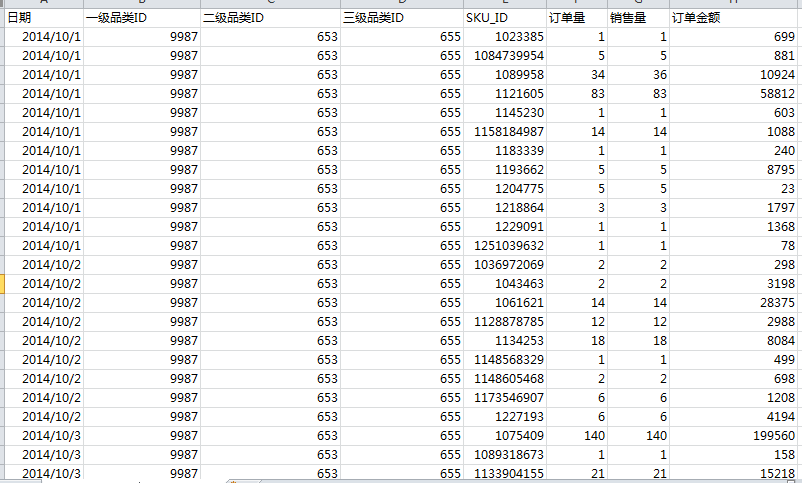 日期 一级品类ID 二级品类ID 三级品类ID SKU_ID 订单量 销售量 订单金额
2014/10/1 9987 653 655 1023385 1 1 699
2014/10/1 9987 653 655 1084739954 5 5 881
2014/10/1 9987 653 655 1089958 34 36 10924
2014/10/1 9987 653 655 1121605 83 83 58812
2014/10/1 9987 653 655 1145230 1 1 603
2014/10/1 9987 653 655 1158184987 14 14 1088
2014/10/1 9987 653 655 1183339 1 1 240
2014/10/1 9987 653 655 1193662 5 5 8795
2014/10/1 9987 653 655 1204775 5 5 23
2014/10/1 9987 653 655 1218864 3 3 1797
2014/10/1 9987 653 655 1229091 1 1 1368
2014/10/1 9987 653 655 1251039632 1 1 78
2014/10/2 9987 653 655 1036972069 2 2 298
2014/10/2 9987 653 655 1043463 2 2 3198
2014/10/2 9987 653 655 1061621 14 14 28375
2014/10/2 9987 653 655 1128878785 12 12 2988
2014/10/2 9987 653 655 1134253 18 18 8084
2014/10/2 9987 653 655 1148568329 1 1 499
2014/10/2 9987 653 655 1148605468 2 2 698
2014/10/2 9987 653 655 1173546907 6 6 1208
2014/10/2 9987 653 655 1227193 6 6 4194
2014/10/3 9987 653 655 1075409 140 140 199560
2014/10/3 9987 653 655 1089318673 1 1 158
2014/10/3 9987 653 655 1133904155 21 21 15218